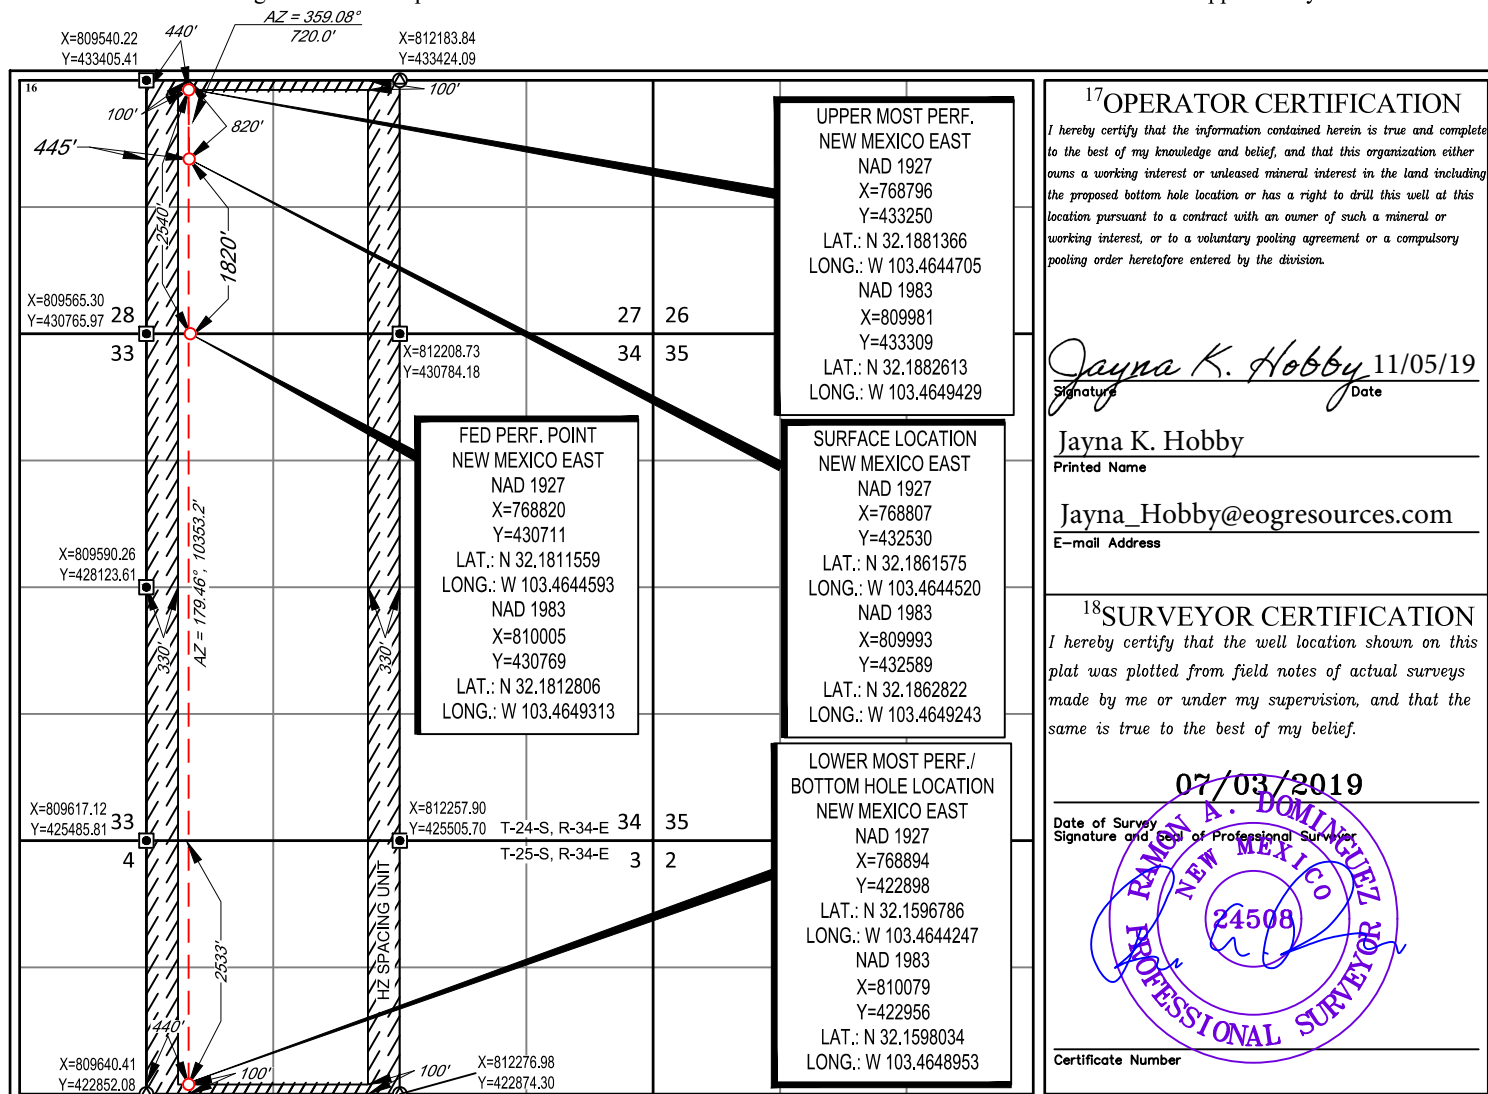 AZ = 359.08°
720.0'
X=809540.22
Y=433405.41
440'
X=812183.84
Y=433424.09
16
100'
100'
820'
445'
2540'
1820'
X=809565.30
Y=430765.97
28
27
26
33
34
35
X=812208.73
Y=430784.18
UPPER MOST PERF.
NEW MEXICO EAST
NAD 1927
X=768796
Y=433250
LAT.: N 32.1881366
LONG.: W 103.4644705
NAD 1983
X=809981
Y=433309
LAT.: N 32.1882613
LONG.: W 103.4649429
FED PERF. POINT
NEW MEXICO EAST
NAD 1927
X=768820
Y=430711
LAT.: N 32.1811559
LONG.: W 103.4644593
NAD 1983
X=810005
Y=430769
LAT.: N 32.1812806
LONG.: W 103.4649313
SURFACE LOCATION
NEW MEXICO EAST
NAD 1927
X=768807
Y=432530
LAT.: N 32.1861575
LONG.: W 103.4644520
NAD 1983
X=809993
Y=432589
LAT.: N 32.1862822
LONG.: W 103.4649243
X=809590.26
Y=428123.61
330'
AZ = 179.46°, 10353.2'
330'
X=809617.12
Y=425485.81
33
X=812257.90
Y=425505.70
T-24-S, R-34-E
34
35
4
T-25-S, R-34-E
3
2
HZ SPACING UNIT
2533'
LOWER MOST PERF./
BOTTOM HOLE LOCATION
NEW MEXICO EAST
NAD 1927
X=768894
Y=422898
LAT.: N 32.1596786
LONG.: W 103.4644247
NAD 1983
X=810079
Y=422956
LAT.: N 32.1598034
LONG.: W 103.4648953
440'
X=809640.41
Y=422852.08
100'
100'
X=812276.98
Y=422874.30
17OPERATOR CERTIFICATION
I hereby certify that the information contained herein is true and complete
to the best of my knowledge and belief, and that this organization either
owns a working interest or unleased mineral interest in the land including
the proposed bottom hole location or has a right to drill this well at this
location pursuant to a contract with an owner of such a mineral or
working interest, or to a voluntary pooling agreement or a compulsory
pooling order heretofore entered by the division.
Jayna K. Hobby 11/05/19
Signature Date
Jayna K. Hobby
Printed Name
Jayna_Hobby@eogresources.com
E-mail Address
18SURVEYOR CERTIFICATION
I hereby certify that the well location shown on this
plat was plotted from field notes of actual surveys
made by me or under my supervision, and that the
same is true to the best of my belief.
07/03/2019
Date of Survey
Signature and Seal of Professional Surveyor
RAMON A. DOMINGUEZ
NEW MEXICO
24508
PROFESSIONAL SURVEYOR
Certificate Number